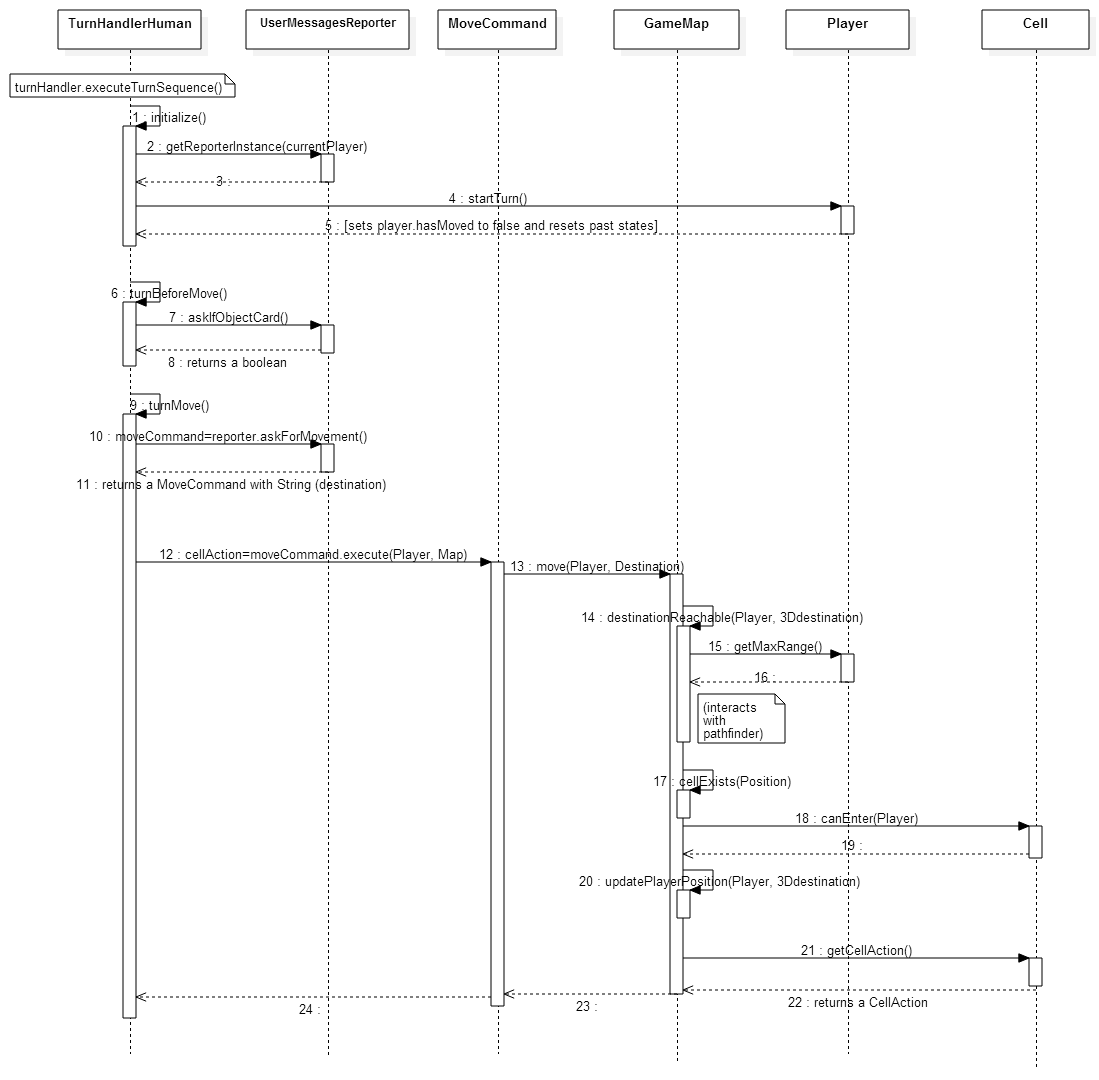 TurnHandlerHuman
UserMessagesReporter
MoveCommand
GameMap
Player
Cell
turnHandler.executeTurnSequence()
1 : initialize()
2 : getReporterInstance(currentPlayer)
3 :
4 : startTurn()
5 : [sets player.hasMoved to false and resets past states]
6 : turnBeforeMove()
7 : askIfObjectCard()
8 : returns a boolean
9 : turnMove()
10 : moveCommand=reporter.askForMovement()
11 : returns a MoveCommand with String (destination)
12 : cellAction=moveCommand.execute(Player, Map)
13 : move(Player, Destination)
14 : destinationReachable(Player, 3Ddestination)
15 : getMaxRange()
16 :
(interacts
with
pathfinder)
17 : cellExists(Position)
18 : canEnter(Player)
19 :
20 : updatePlayerPosition(Player, 3Ddestination)
21 : getCellAction()
22 : returns a CellAction
23 :
24 :